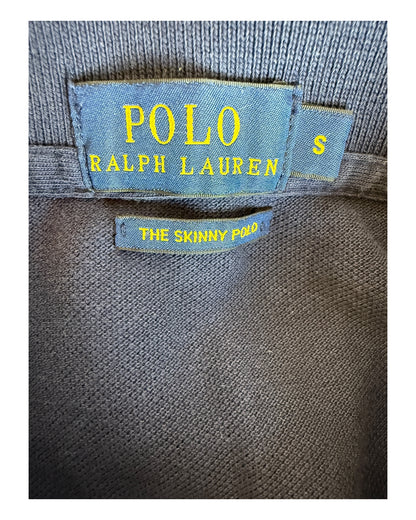 POLO
RALPH LAUREN
S
THE SKINNY POLO